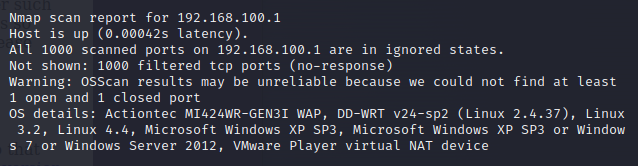 Nmap scan report for 192.168.100.1
Host is up (0.00042s latency).
All 1000 scanned ports on 192.168.100.1 are in ignored states.
Not shown: 1000 filtered tcp ports (no-response)
Warning: OSScan results may be unreliable because we could not find at least
1 open and 1 closed port
OS details: Actiontec MI424WR-GEN3I WAP, DD-WRT v24-sp2 (Linux 2.4.37), Linux
3.2, Linux 4.4, Microsoft Windows XP SP3, Microsoft Windows XP SP3 or Window
s 7 or Windows Server 2012, VMware Player virtual NAT device